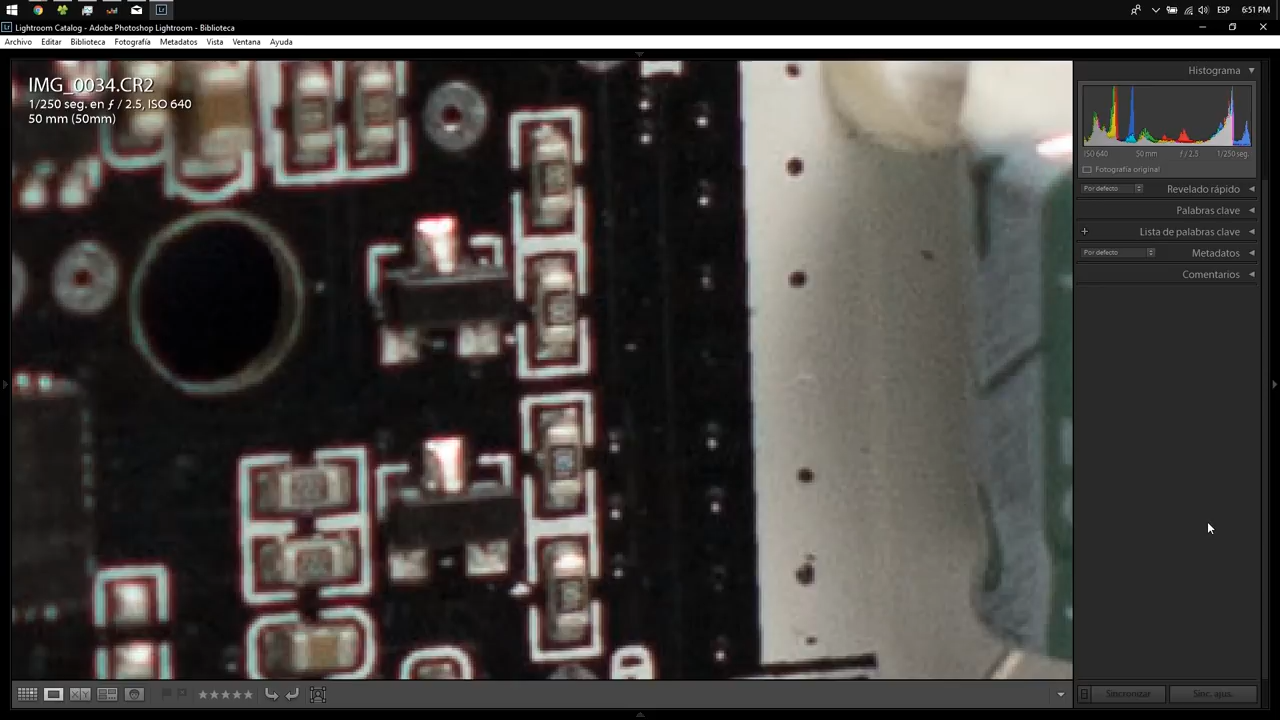 ESP 6:51 PM
Lightroom Catalog - Adobe Photoshop Lightroom - Biblioteca
Archivo Editar Biblioteca Fotografía Metadatos Vista Ventana Ayuda
IMG_0034.CR2
1/250 seg. en ƒ / 2.5, ISO 640
50 mm (50mm)
Histograma
ISO 640 50 mm ƒ / 2,5 1/250 seg.
Fotografía original
Por defecto Revelado rápido
Palabras clave
+ Lista de palabras clave
Por defecto Metadatos
Comentarios
XY
Sincronizar Sinc. ajus.